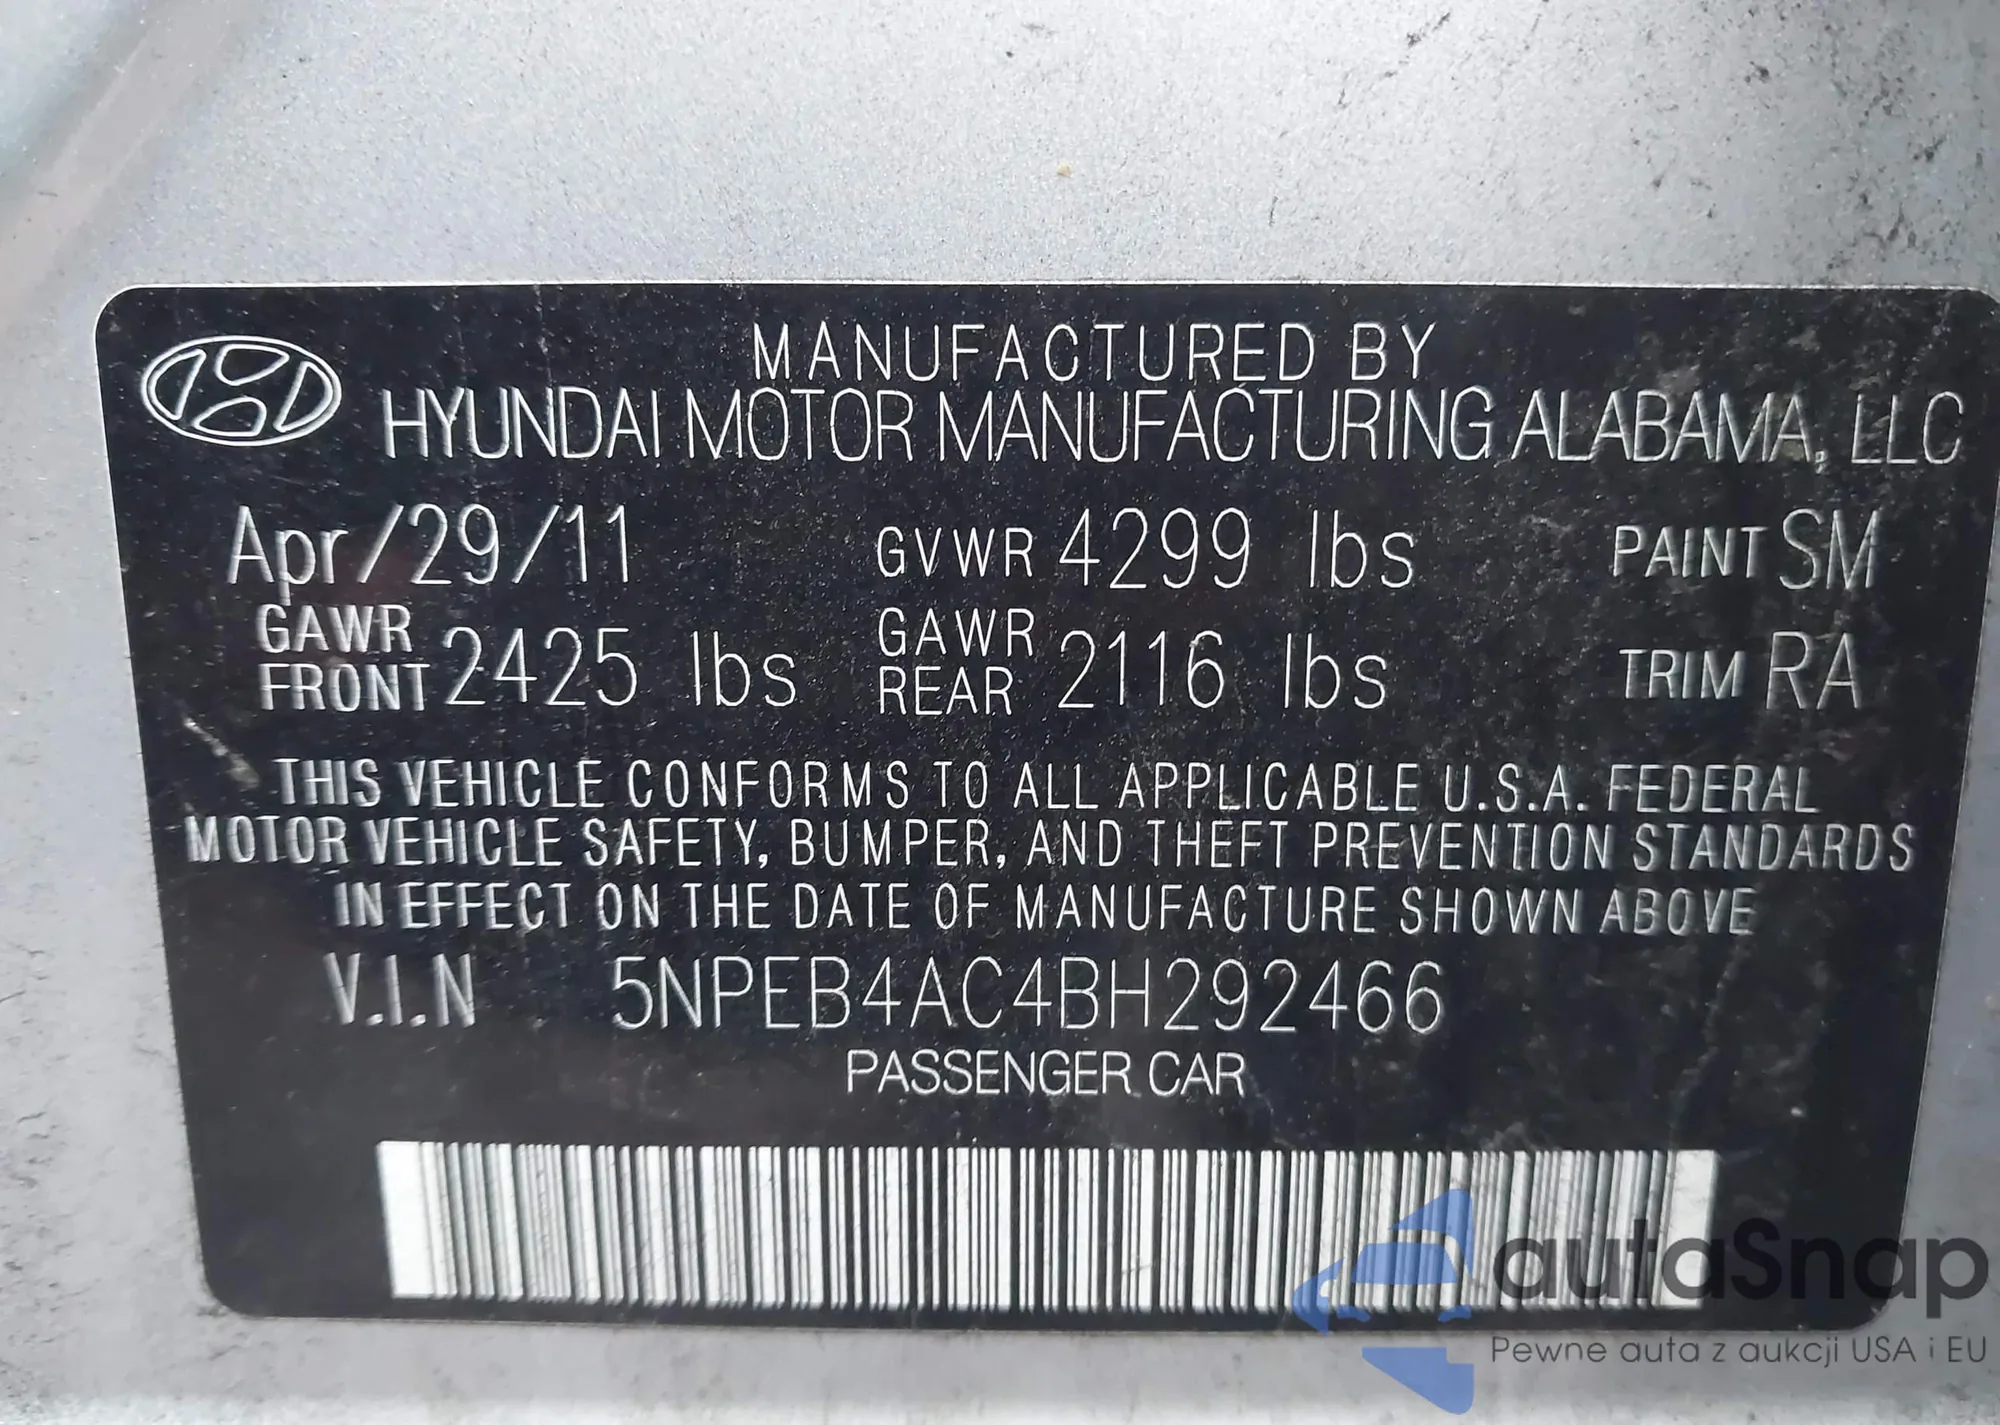 MANUFACTURED BY
HYUNDAI MOTOR MANUFACTURING ALABAMA, LLC
Apr/29/11 GVWR 4299 lbs PAINT SM
GAWR FRONT 2425 lbs GAWR REAR 2116 lbs TRIM RA
THIS VEHICLE CONFORMS TO ALL APPLICABLE U.S.A. FEDERAL
MOTOR VEHICLE SAFETY, BUMPER, AND THEFT PREVENTION STANDARDS
IN EFFECT ON THE DATE OF MANUFACTURE SHOWN ABOVE
V.I.N 5NPEB4AC4BH292466
PASSENGER CAR
autaSnap
Pewne auta z aukcji USA i EU